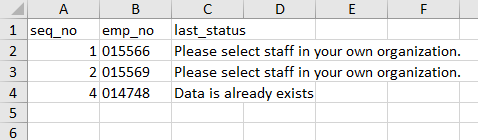 A B C D E F
1 seq_no emp_no last_status
2 1 015566 Please select staff in your own organization.
3 2 015569 Please select staff in your own organization.
4 4 014748 Data is already exists
5
6